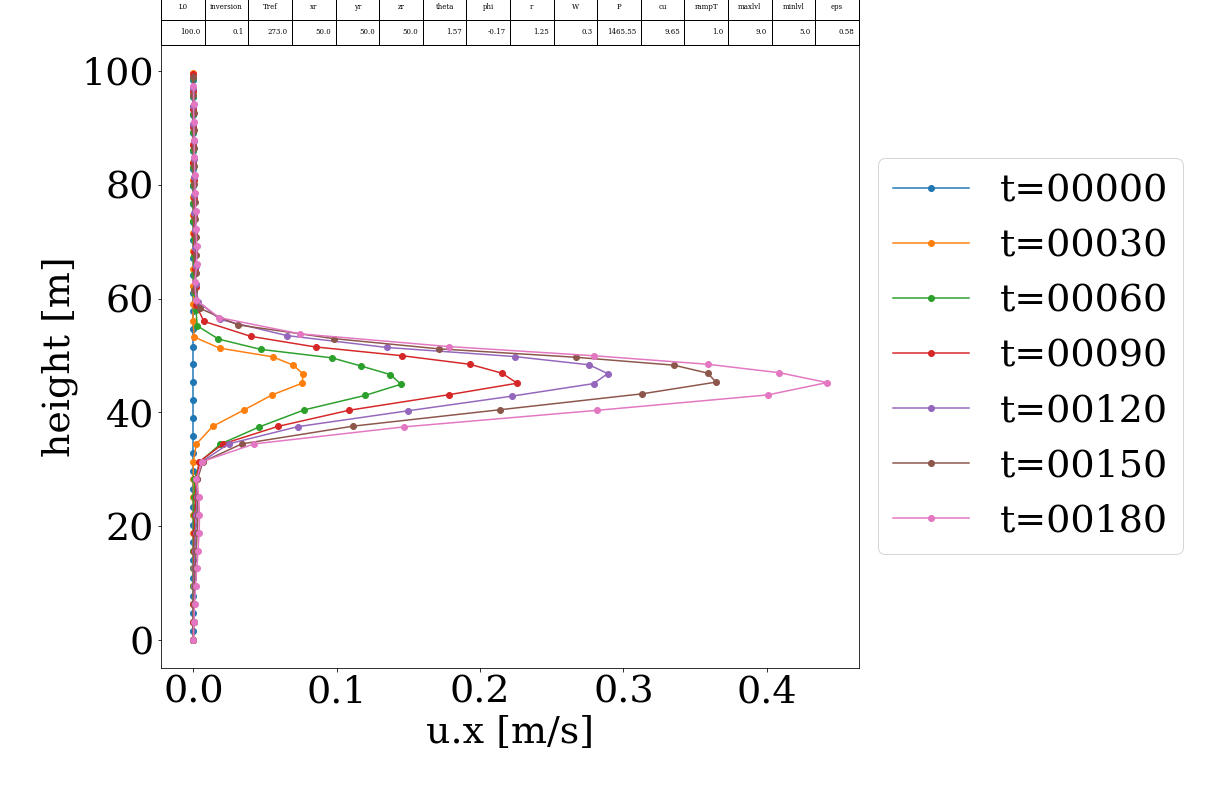 L0 inversion Tref xr yr zr theta phi r W P cu rampT maxlvl minlvl eps
100.0 0.1 273.0 50.0 50.0 50.0 1.57 -0.17 1.25 0.3 1465.55 9.65 1.0 9.0 5.0 0.58
100
80
60
40
20
0
height [m]
0.0 0.1 0.2 0.3 0.4
u.x [m/s]
t=00000
t=00030
t=00060
t=00090
t=00120
t=00150
t=00180